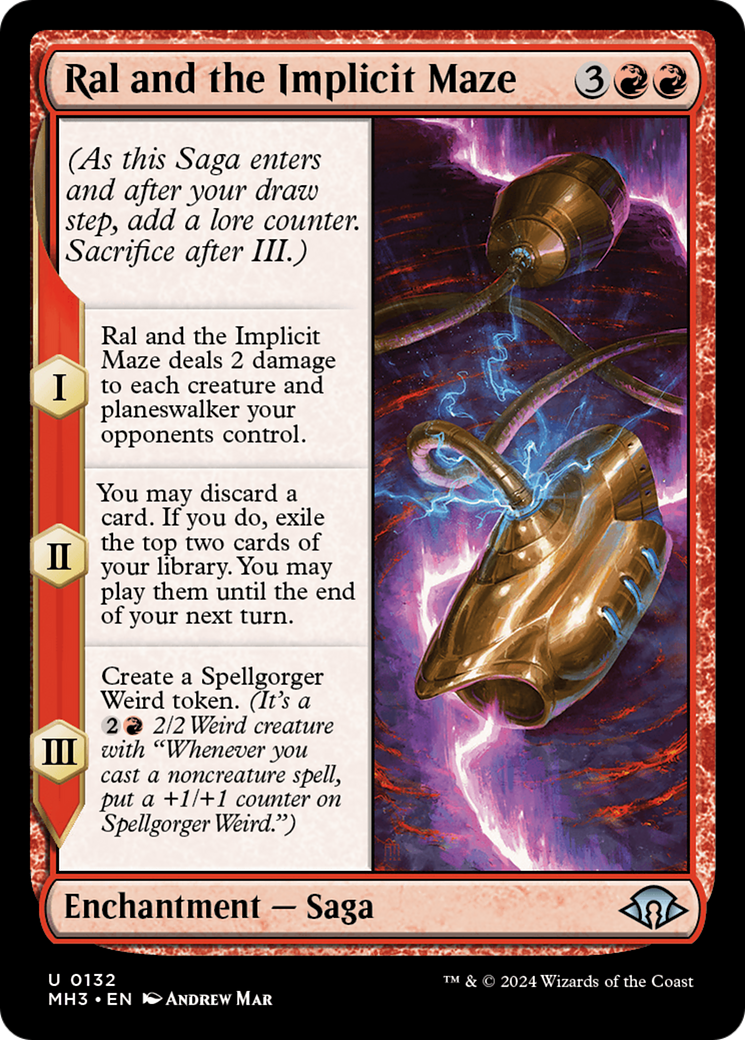 Ral and the Implicit Maze 3
(As this Saga enters
and after your draw
step, add a lore counter.
Sacrifice after III.)
I
Ral and the Implicit
Maze deals 2 damage
to each creature and
planeswalker your
opponents control.
II
You may discard a
card. If you do, exile
the top two cards of
your library. You may
play them until the end
of your next turn.
III
Create a Spellgorger
Weird token. (It's a
2 2/2 Weird creature
with “Whenever you
cast a noncreature spell,
put a +1/+1 counter on
Spellgorger Weird.”)
Enchantment — Saga
U 0132
MH3 • EN Andrew Mar
™ & © 2024 Wizards of the Coast